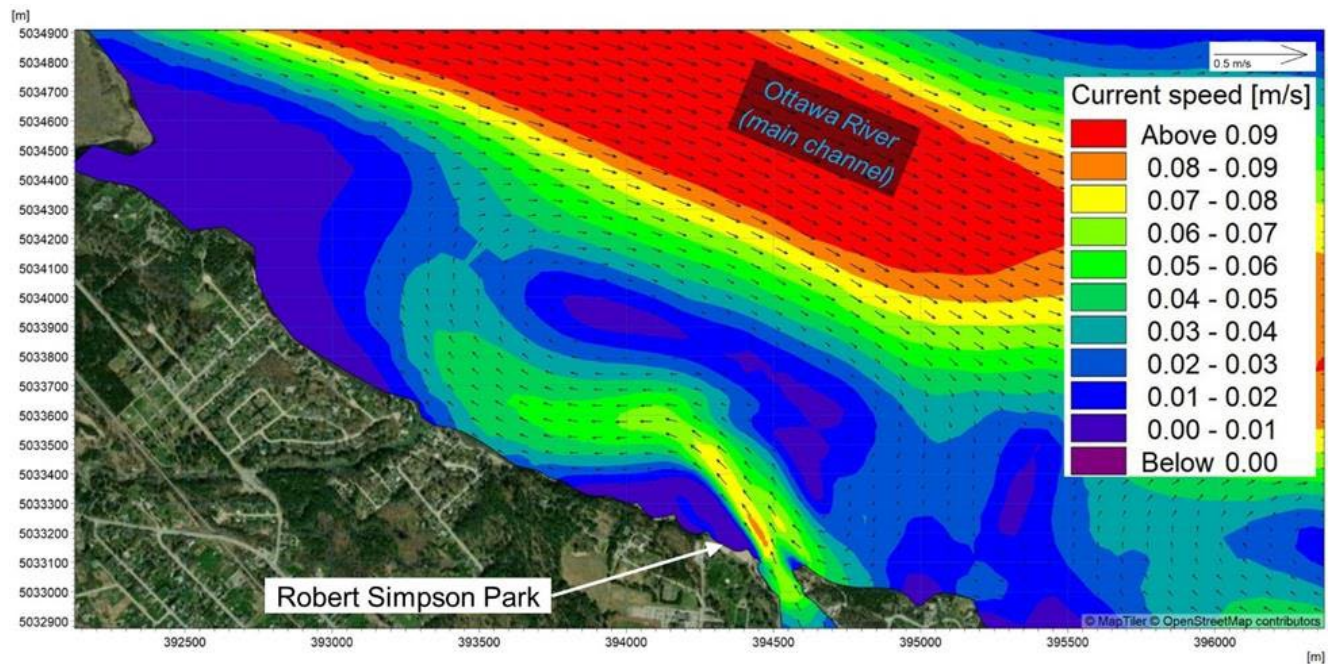 [m]
5034900
5034800
5034700
5034600
5034500
5034400
5034300
5034200
5034100
5034000
5033900
5033800
5033700
5033600
5033500
5033400
5033300
5033200
5033100
5033000
5032900
0.5 m/s
Current speed [m/s]
Above 0.09
0.08 - 0.09
0.07 - 0.08
0.06 - 0.07
0.05 - 0.06
0.04 - 0.05
0.03 - 0.04
0.02 - 0.03
0.01 - 0.02
0.00 - 0.01
Below 0.00
Ottawa River
(main channel)
Robert Simpson Park
© MapTiler © OpenStreetMap contributors
392500 393000 393500 394000 394500 395000 395500 396000
[m]